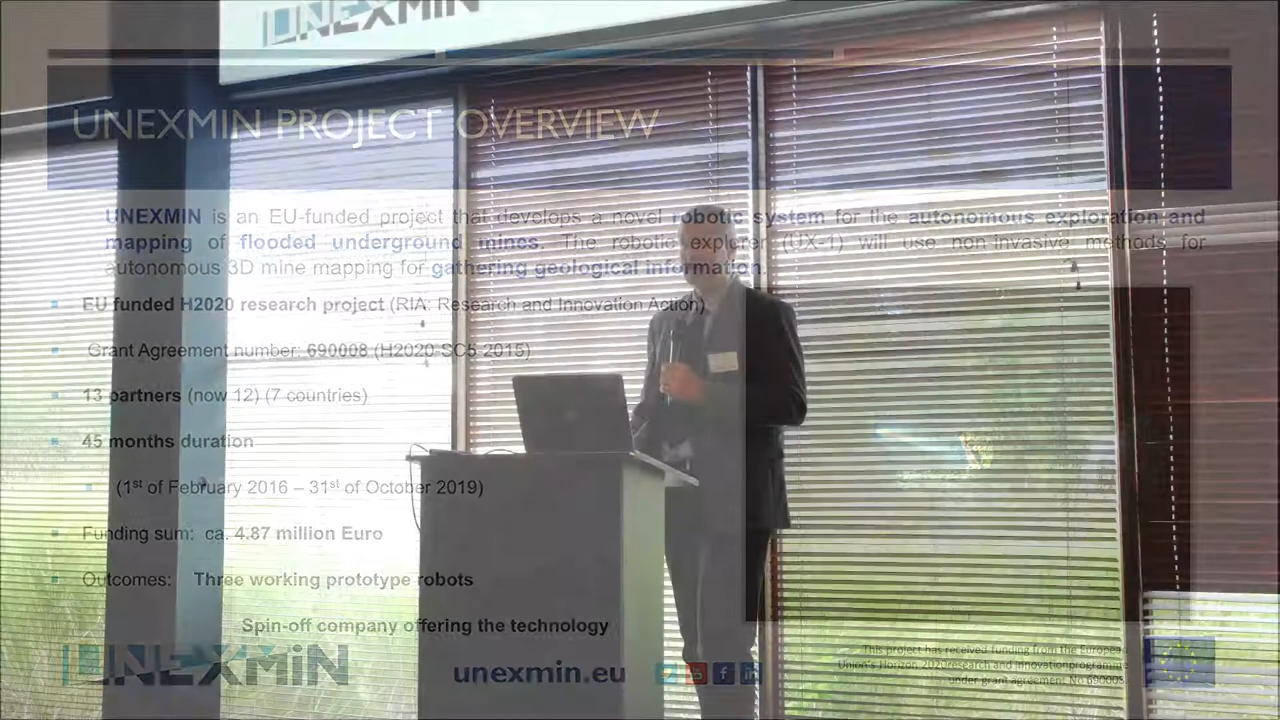 UNEXMIN
UNEXMIN PROJECT OVERVIEW
UNEXMIN is an EU-funded project that develops a novel robotic system for the autonomous exploration and
mapping of flooded underground mines. The robotic explorer (UX-1) will use non-invasive methods for
autonomous 3D mine mapping for gathering geological information.
EU funded H2020 research project (RIA: Research and Innovation Action)
Grant Agreement number: 690008 (H2020-SC5-2015)
13 partners (now 12) (7 countries)
45 months duration
(1st of February 2016 – 31st of October 2019)
Funding sum: ca. 4.87 million Euro
Outcomes: Three working prototype robots
Spin-off company offering the technology
UNEXMIN
unexmin.eu
This project has received funding from the European
Union's Horizon 2020 research and innovation programme
under grant agreement No 690008.